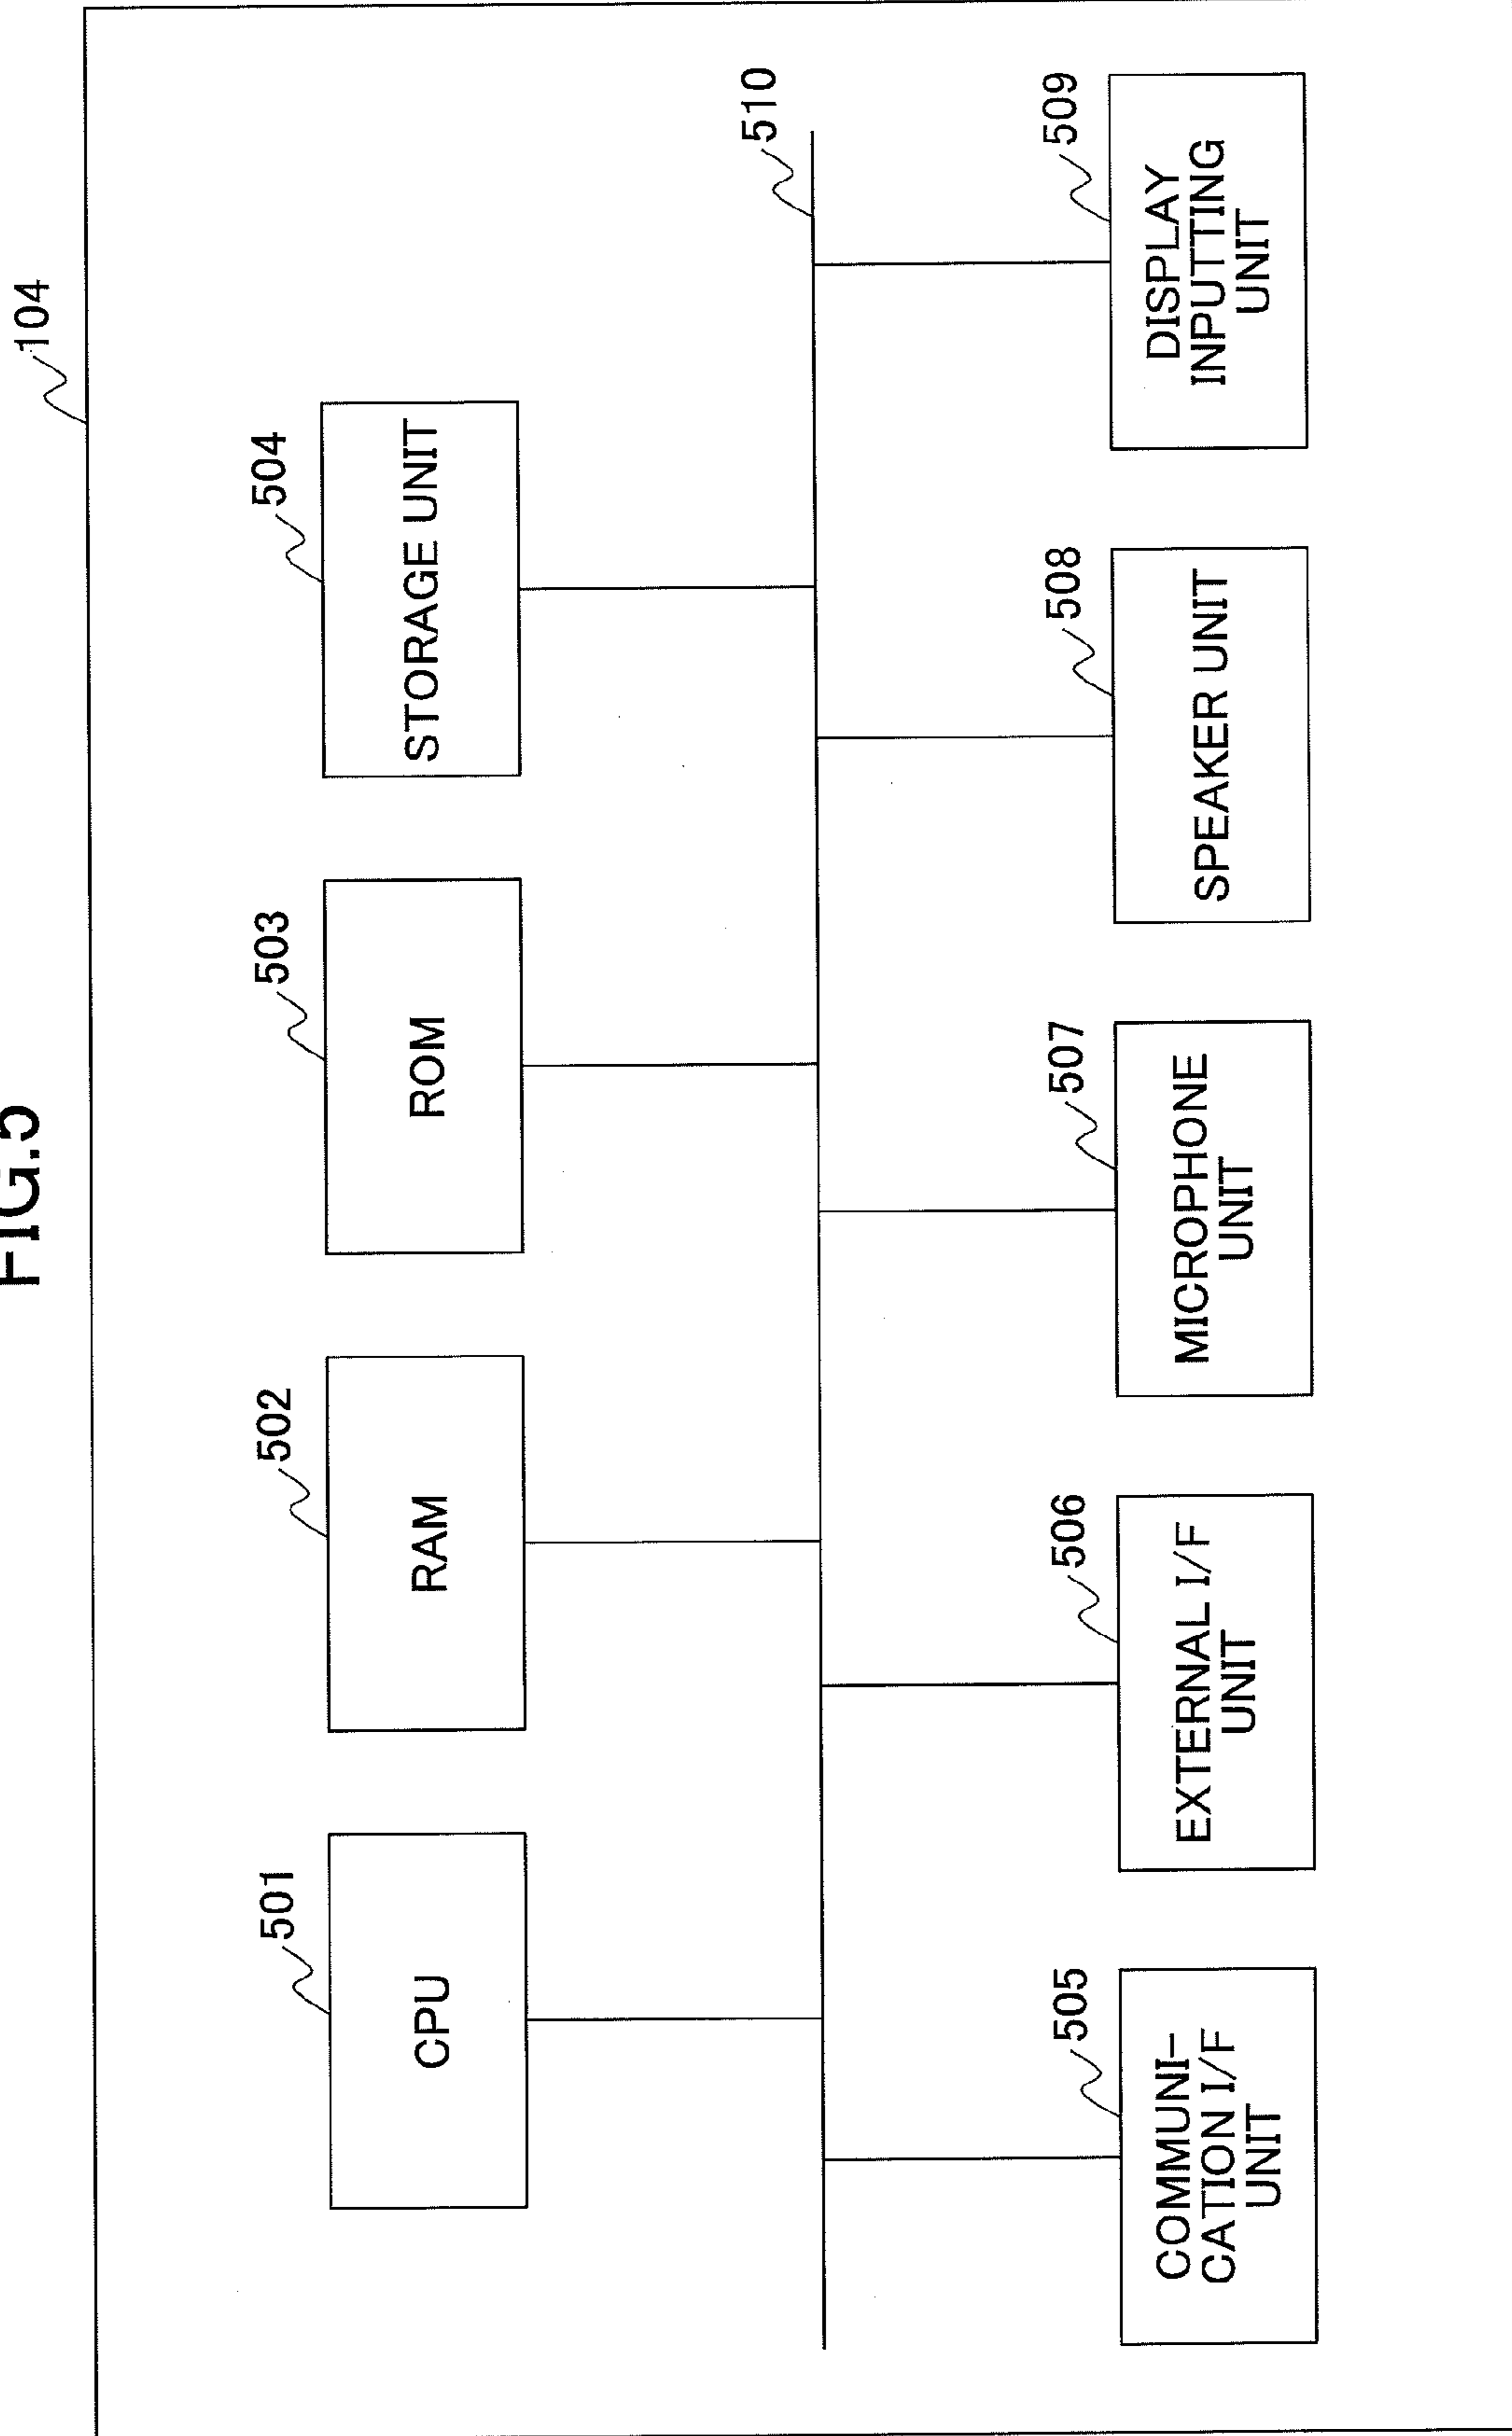 FIG.5
104
501
502
503
504
CPU
RAM
ROM
STORAGE UNIT
510
505
506
507
508
509
COMMUNI-
CATION I/F
UNIT
EXTERNAL I/F
UNIT
MICROPHONE
UNIT
SPEAKER UNIT
DISPLAY
INPUTTING
UNIT